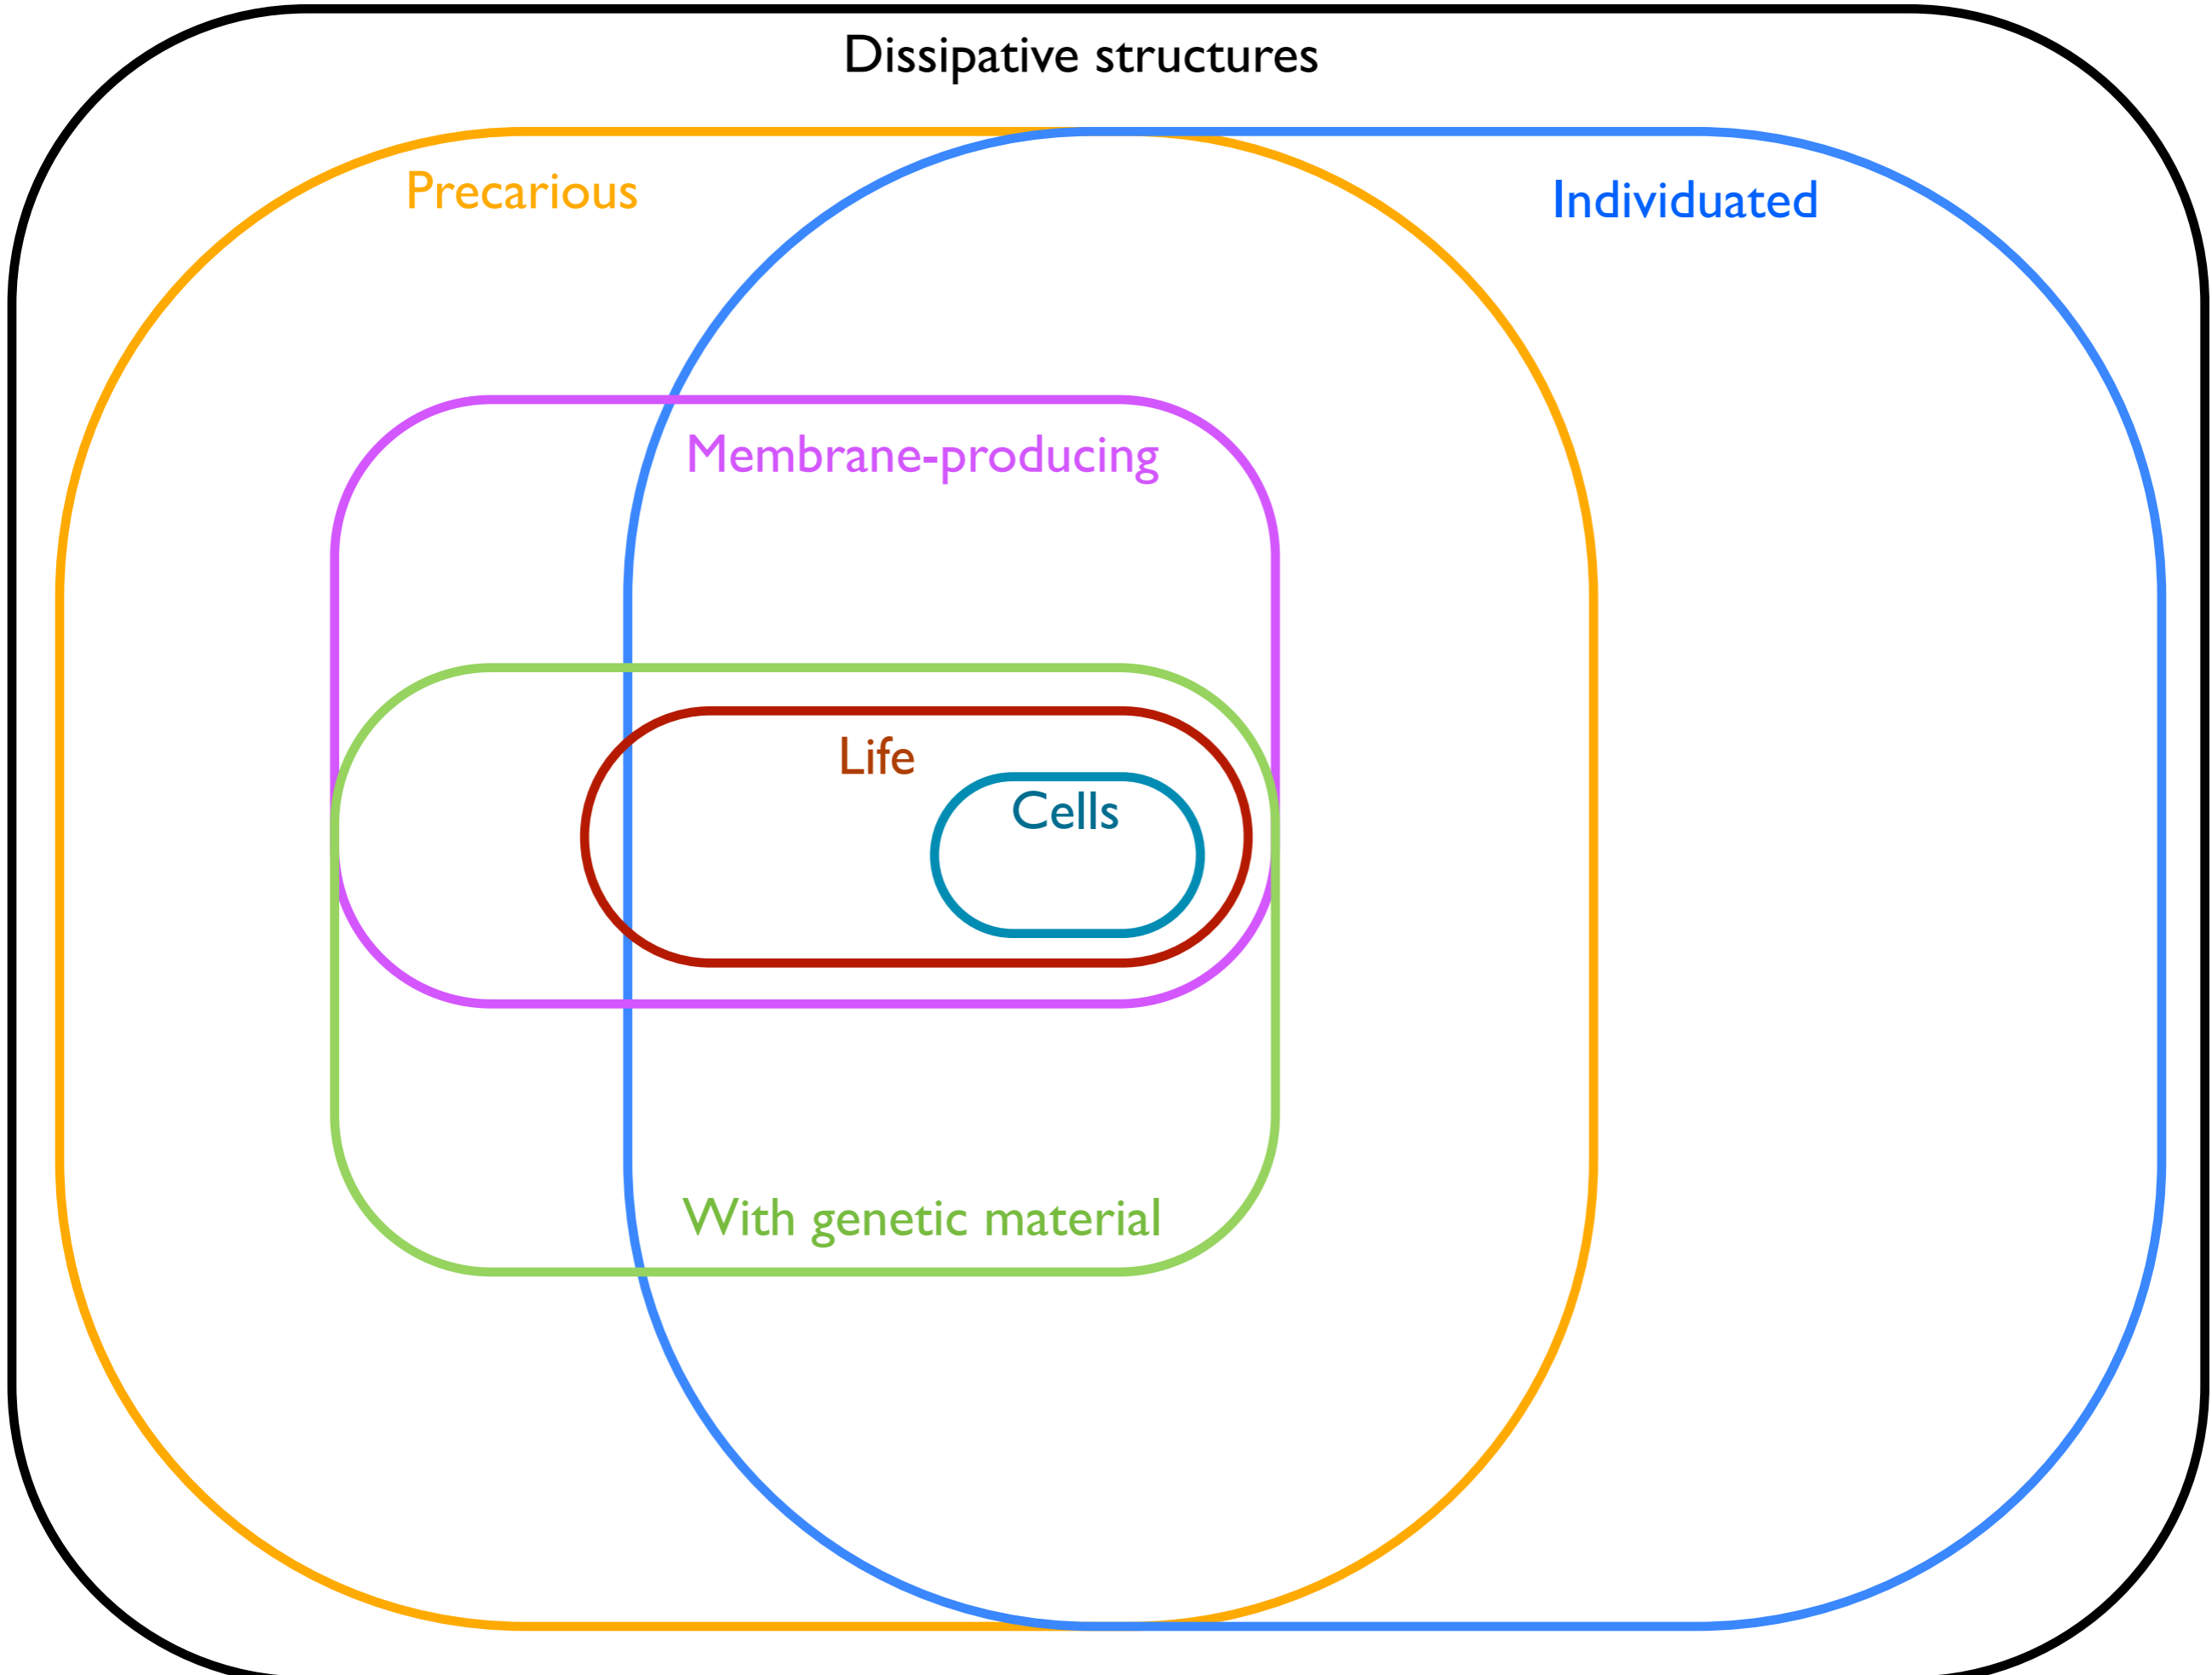 Dissipative structures
Precarious
Individuated
Membrane-producing
Life
Cells
With genetic material